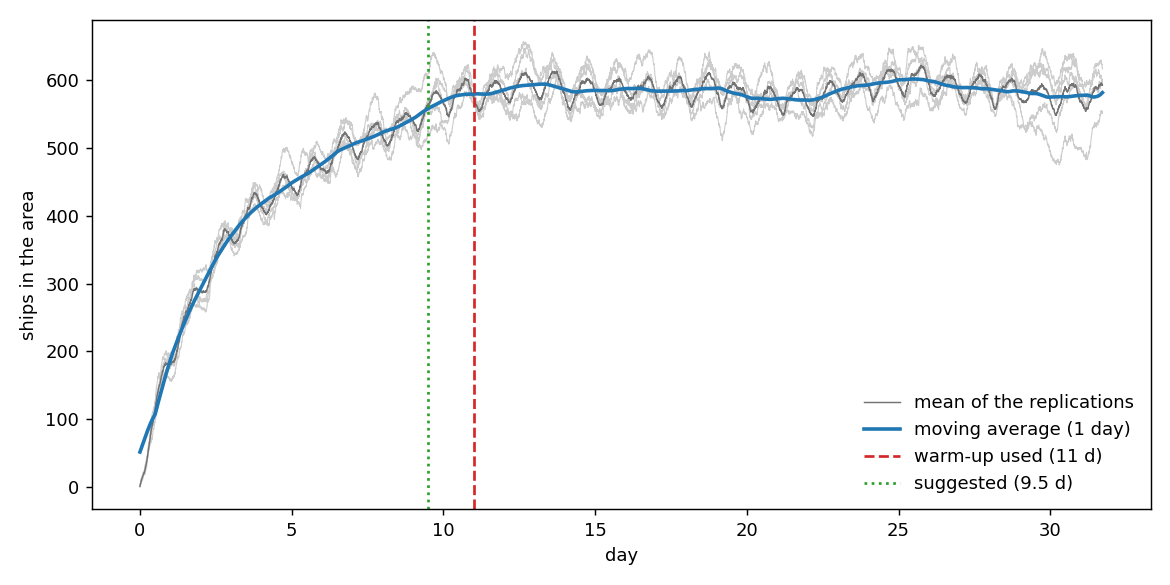 600
500
400
300
200
100
0
ships in the area
0 5 10 15 20 25 30
day
mean of the replications
moving average (1 day)
warm-up used (11 d)
suggested (9.5 d)